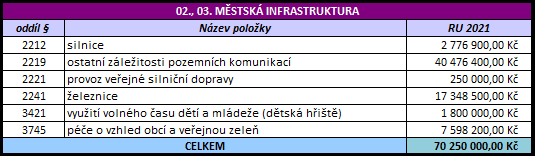 02., 03. MĚSTSKÁ INFRASTRUKTURA
oddíl § Název položky RU 2021
2212 silnice 2 776 900,00 Kč
2219 ostatní záležitosti pozemních komunikací 40 476 400,00 Kč
2221 provoz veřejné silniční dopravy 250 000,00 Kč
2241 železnice 17 348 500,00 Kč
3421 využití volného času dětí a mládeže (dětská hřiště) 1 800 000,00 Kč
3745 péče o vzhled obcí a veřejnou zeleň 7 598 200,00 Kč
CELKEM 70 250 000,00 Kč